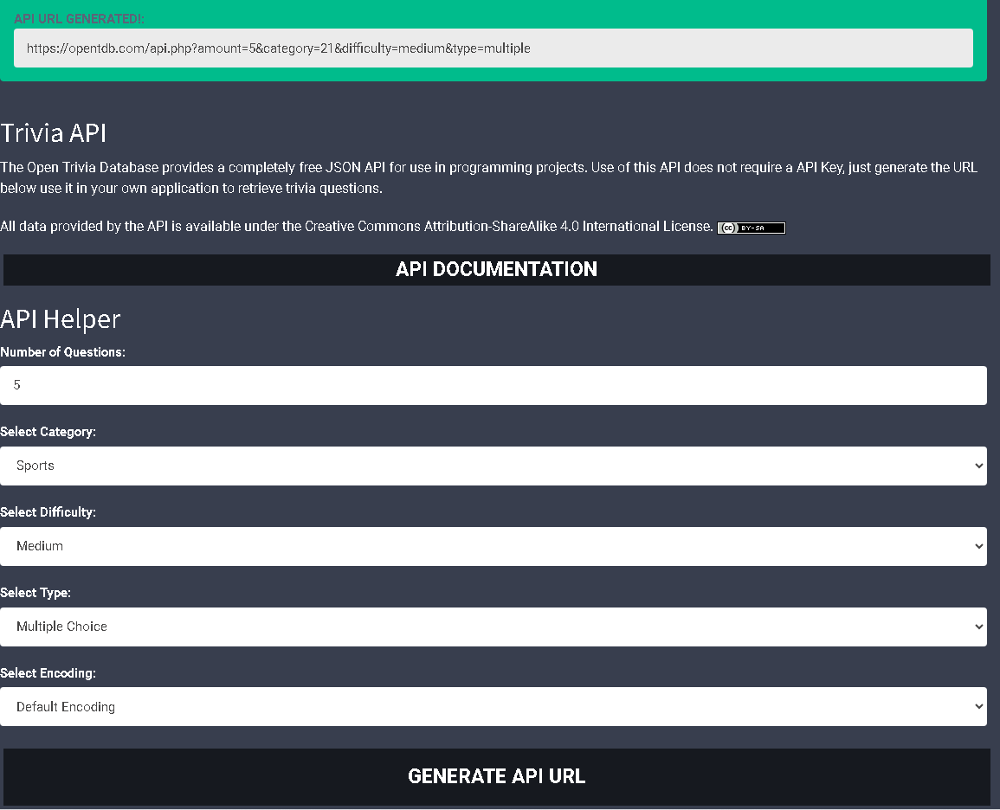 API URL GENERATED!:
https://opentdb.com/api.php?amount=5&category=21&difficulty=medium&type=multiple
Trivia API
The Open Trivia Database provides a completely free JSON API for use in programming projects. Use of this API does not require a API Key, just generate the URL
below use it in your own application to retrieve trivia questions.
All data provided by the API is available under the Creative Commons Attribution-ShareAlike 4.0 International License. cc BY-SA
API DOCUMENTATION
API Helper
Number of Questions:
5
Select Category:
Sports
Select Difficulty:
Medium
Select Type:
Multiple Choice
Select Encoding:
Default Encoding
GENERATE API URL